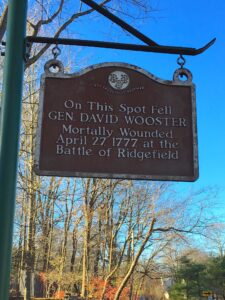 On This Spot Fell
GEN. DAVID WOOSTER
Mortally Wounded
April 27 1777 at the
Battle of Ridgefield